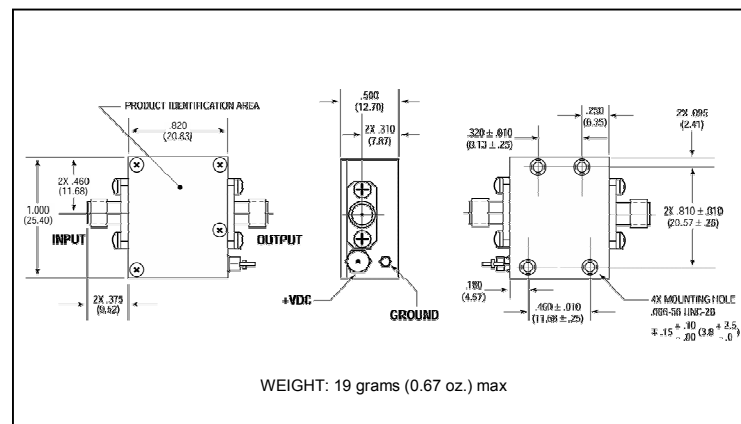 PRODUCT IDENTIFICATION AREA
.820
(20.83)
2X .460
(11.68)
1.000
(25.40)
INPUT
OUTPUT
2X .375
(9.52)
.500
(12.70)
2X .310
(7.87)
+VDC
GROUND
.250
(6.35)
.320 ± .010
(8.13 ± .25)
2X .095
(2.41)
2X .810 ± .010
(20.57 ± .25)
.180
(4.57)
.460 ± .010
(11.68 ± .25)
4X MOUNTING HOLE
WEIGHT: 19 grams (0.67 oz.) max